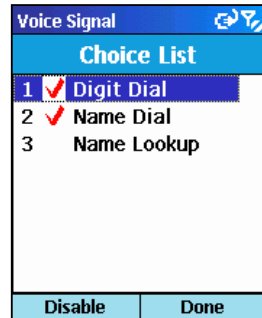 Voice Signal
Choice List
1 Digit Dial
2 Name Dial
3 Name Lookup
Disable Done